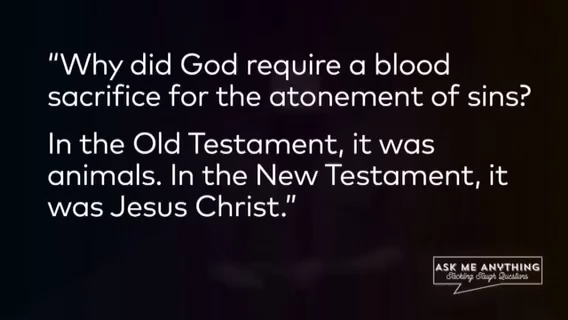 “Why did God require a blood
sacrifice for the atonement of sins?
In the Old Testament, it was
animals. In the New Testament, it
was Jesus Christ.”
ASK ME ANYTHING
Tackling Tough Questions